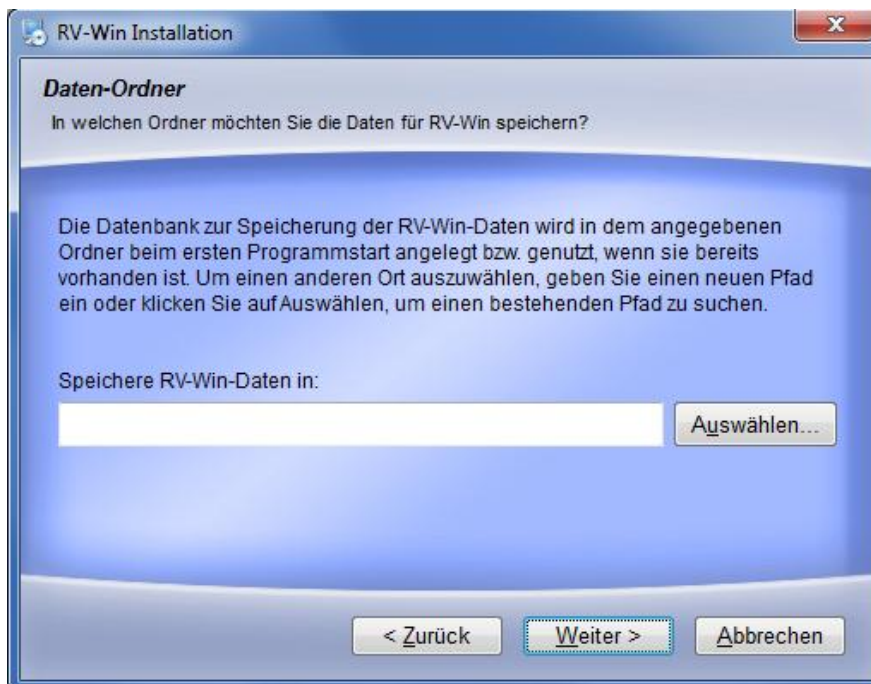 RV-Win Installation
Daten-Ordner
In welchen Ordner möchten Sie die Daten für RV-Win speichern?
Die Datenbank zur Speicherung der RV-Win-Daten wird in dem angegebenen
Ordner beim ersten Programmstart angelegt bzw. genutzt, wenn sie bereits
vorhanden ist. Um einen anderen Ort auszuwählen, geben Sie einen neuen Pfad
ein oder klicken Sie auf Auswählen, um einen bestehenden Pfad zu suchen.
Speichere RV-Win-Daten in:
Auswählen...
< Zurück
Weiter >
Abbrechen